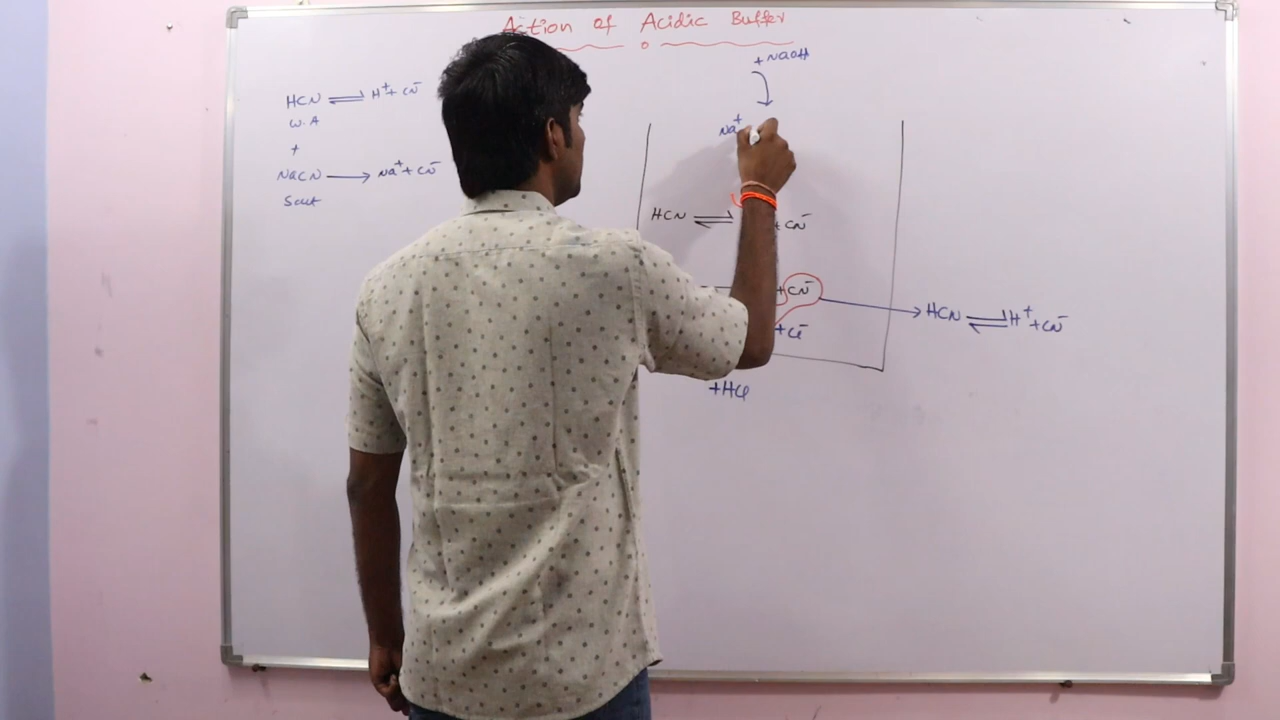 Action of Acidic Buffer
HCN ⇌ H⁺ + CN⁻
W.A
+
NaCN → Na⁺ + CN⁻
Salt
+ NaOH
Na⁺
HCN ⇌ + CN⁻
+ CN⁻ → HCN ⇌ H⁺ + CN⁻
+ Cl⁻
+HCl